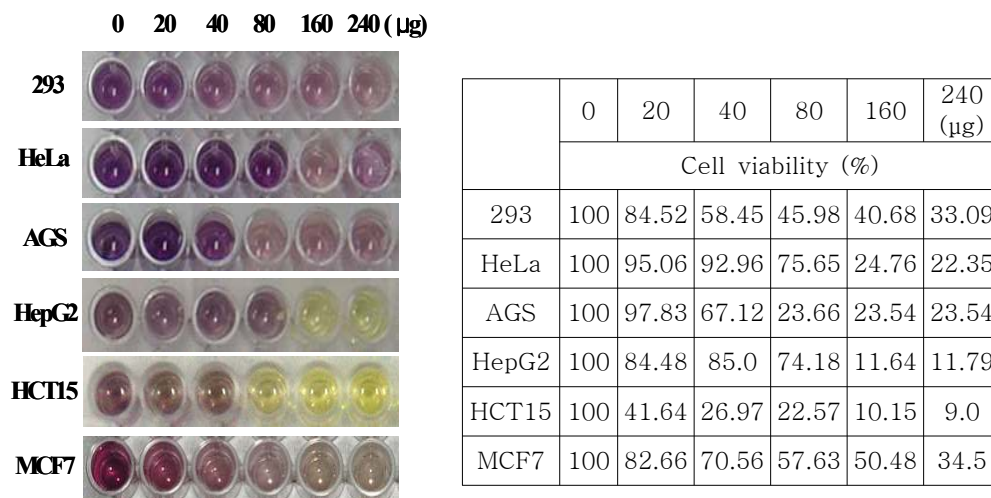 0 20 40 80 160 240 (μg)
293
HeLa
AGS
HepG2
HCT15
MCF7
0 20 40 80 160 240 (μg)
Cell viability (%)
293 100 84.52 58.45 45.98 40.68 33.09
HeLa 100 95.06 92.96 75.65 24.76 22.35
AGS 100 97.83 67.12 23.66 23.54 23.54
HepG2 100 84.48 85.0 74.18 11.64 11.79
HCT15 100 41.64 26.97 22.57 10.15 9.0
MCF7 100 82.66 70.56 57.63 50.48 34.5